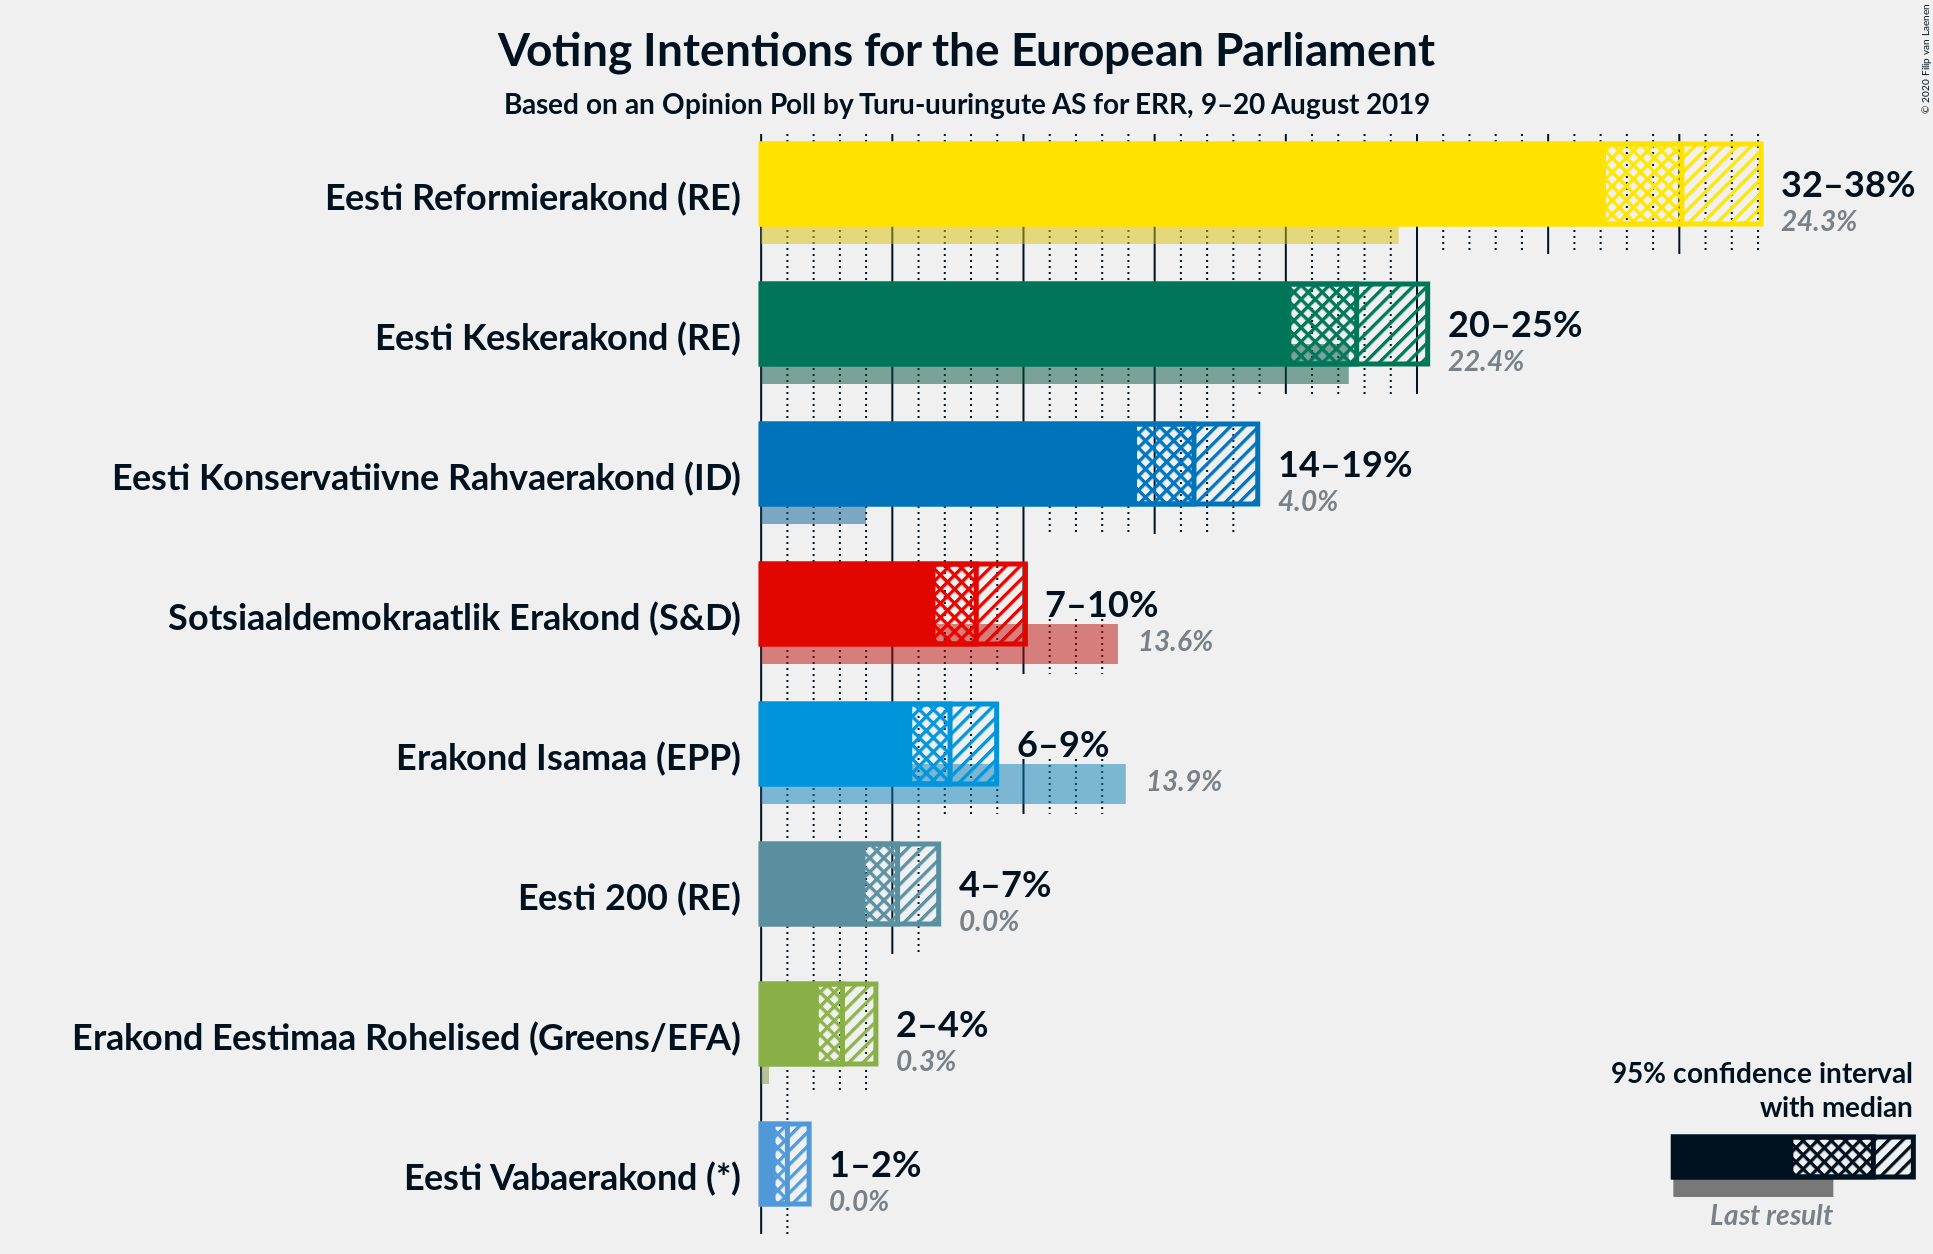 Voting Intentions for the European Parliament
Based on an Opinion Poll by Turu-uuringute AS for ERR, 9–20 August 2019
© 2020 Filip van Laenen
Eesti Reformierakond (RE)
32–38%
24.3%
Eesti Keskerakond (RE)
20–25%
22.4%
Eesti Konservatiivne Rahvaerakond (ID)
14–19%
4.0%
Sotsiaaldemokraatlik Erakond (S&D)
7–10%
13.6%
Erakond Isamaa (EPP)
6–9%
13.9%
Eesti 200 (RE)
4–7%
0.0%
Erakond Eestimaa Rohelised (Greens/EFA)
2–4%
0.3%
Eesti Vabaerakond (*)
1–2%
0.0%
95% confidence interval
with median
Last result